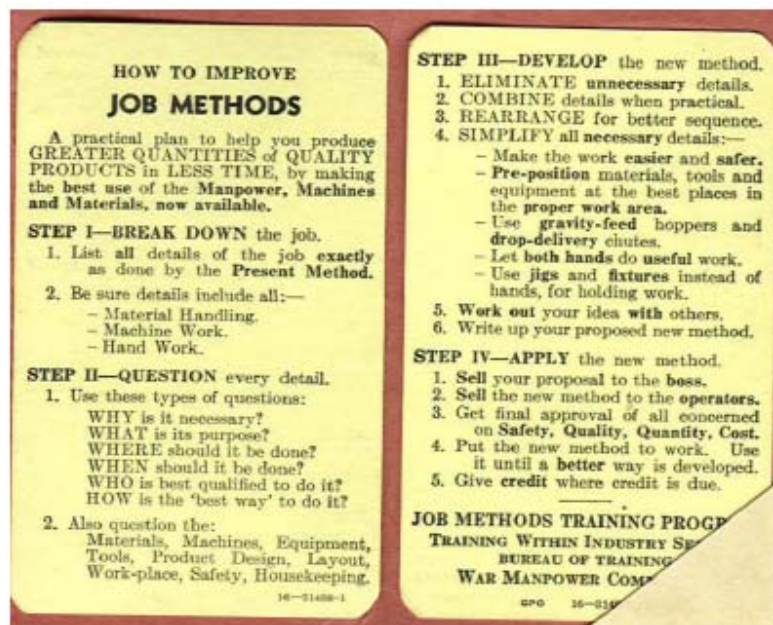 HOW TO IMPROVE
JOB METHODS
A practical plan to help you produce
GREATER QUANTITIES of QUALITY
PRODUCTS in LESS TIME, by making
the best use of the Manpower, Machines
and Materials, now available.
STEP I—BREAK DOWN the job.
1. List all details of the job exactly
as done by the Present Method.
2. Be sure details include all:—
– Material Handling.
– Machine Work.
– Hand Work.
STEP II—QUESTION every detail.
1. Use these types of questions:
WHY is it necessary?
WHAT is its purpose?
WHERE should it be done?
WHEN should it be done?
WHO is best qualified to do it?
HOW is the 'best way' to do it?
2. Also question the:
Materials, Machines, Equipment,
Tools, Product Design, Layout,
Work-place, Safety, Housekeeping.
STEP III—DEVELOP the new method.
1. ELIMINATE unnecessary details.
2. COMBINE details when practical.
3. REARRANGE for better sequence.
4. SIMPLIFY all necessary details:—
– Make the work easier and safer.
– Pre-position materials, tools and
equipment at the best places in
the proper work area.
– Use gravity-feed hoppers and
drop-delivery chutes.
– Let both hands do useful work.
– Use jigs and fixtures instead of
hands, for holding work.
5. Work out your idea with others.
6. Write up your proposed new method.
STEP IV—APPLY the new method.
1. Sell your proposal to the boss.
2. Sell the new method to the operators.
3. Get final approval of all concerned
on Safety, Quality, Quantity, Cost.
4. Put the new method to work. Use
it until a better way is developed.
5. Give credit where credit is due.
JOB METHODS TRAINING PROG
TRAINING WITHIN INDUSTRY SE
BUREAU OF TRAINING
WAR MANPOWER COM
GPO